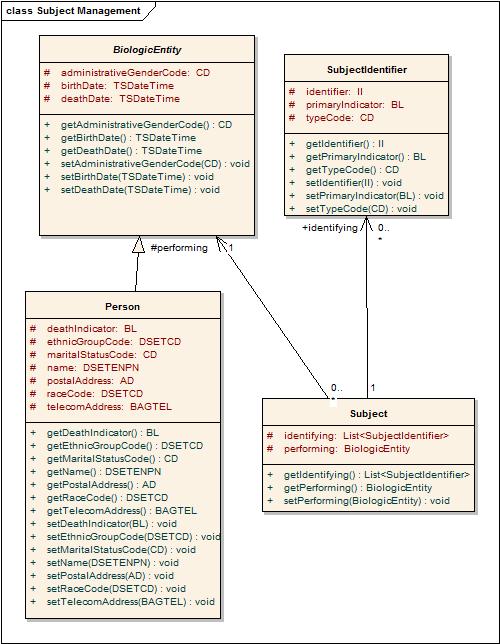 class Subject Management
BiologicEntity
# administrativeGenderCode: CD
# birthDate: TSDateTime
# deathDate: TSDateTime
+ getAdministrativeGenderCode() : CD
+ getBirthDate() : TSDateTime
+ getDeathDate() : TSDateTime
+ setAdministrativeGenderCode(CD) : void
+ setBirthDate(TSDateTime) : void
+ setDeathDate(TSDateTime) : void
SubjectIdentifier
# identifier: II
# primaryIndicator: BL
# typeCode: CD
+ getIdentifier() : II
+ getPrimaryIndicator() : BL
+ getTypeCode() : CD
+ setIdentifier(II) : void
+ setPrimaryIndicator(BL) : void
+ setTypeCode(CD) : void
+identifying 0..
*
#performing 1
Person
# deathIndicator: BL
# ethnicGroupCode: DSETCD
# maritalStatusCode: CD
# name: DSETENPN
# postalAddress: AD
# raceCode: DSETCD
# telecomAddress: BAGTEL
+ getDeathIndicator() : BL
+ getEthnicGroupCode() : DSETCD
+ getMaritalStatusCode() : CD
+ getName() : DSETENPN
+ getPostalAddress() : AD
+ getRaceCode() : DSETCD
+ getTelecomAddress() : BAGTEL
+ setDeathIndicator(BL) : void
+ setEthnicGroupCode(DSETCD) : void
+ setMaritalStatusCode(CD) : void
+ setName(DSETENPN) : void
+ setPostalAddress(AD) : void
+ setRaceCode(DSETCD) : void
+ setTelecomAddress(BAGTEL) : void
0.. 1
*
Subject
# identifying: List<SubjectIdentifier>
# performing: BiologicEntity
+ getIdentifying() : List<SubjectIdentifier>
+ getPerforming() : BiologicEntity
+ setPerforming(BiologicEntity) : void